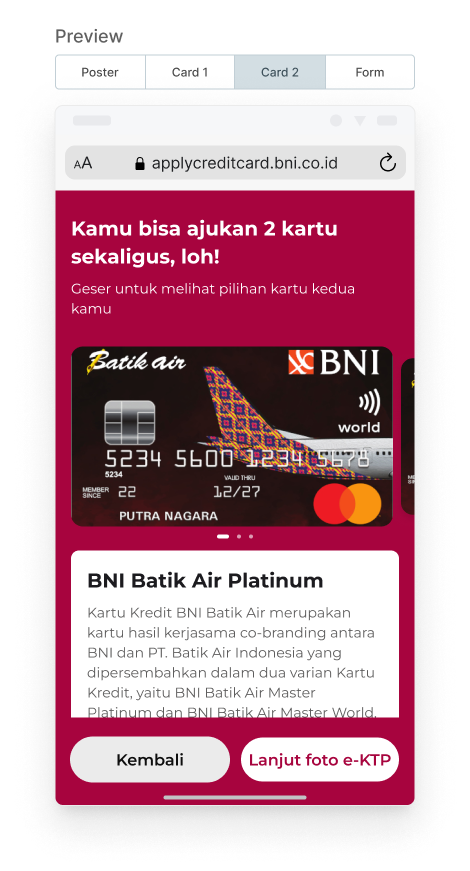 Preview
Poster
Card 1
Card 2
Form
AA
applycreditcard.bni.co.id
Kamu bisa ajukan 2 kartu
sekaligus, loh!
Geser untuk melihat pilihan kartu kedua
kamu
Batik air
BNI
world
5234 5600 1234 5678
5234
MEMBER
SINCE
22
VALID THRU
12/27
PUTRA NAGARA
BNI Batik Air Platinum
Kartu Kredit BNI Batik Air merupakan
kartu hasil kerjasama co-branding antara
BNI dan PT. Batik Air Indonesia yang
dipersembahkan dalam dua varian Kartu
Kredit, yaitu BNI Batik Air Master
Platinum dan BNI Batik Air Master World.
Kembali
Lanjut foto e-KTP